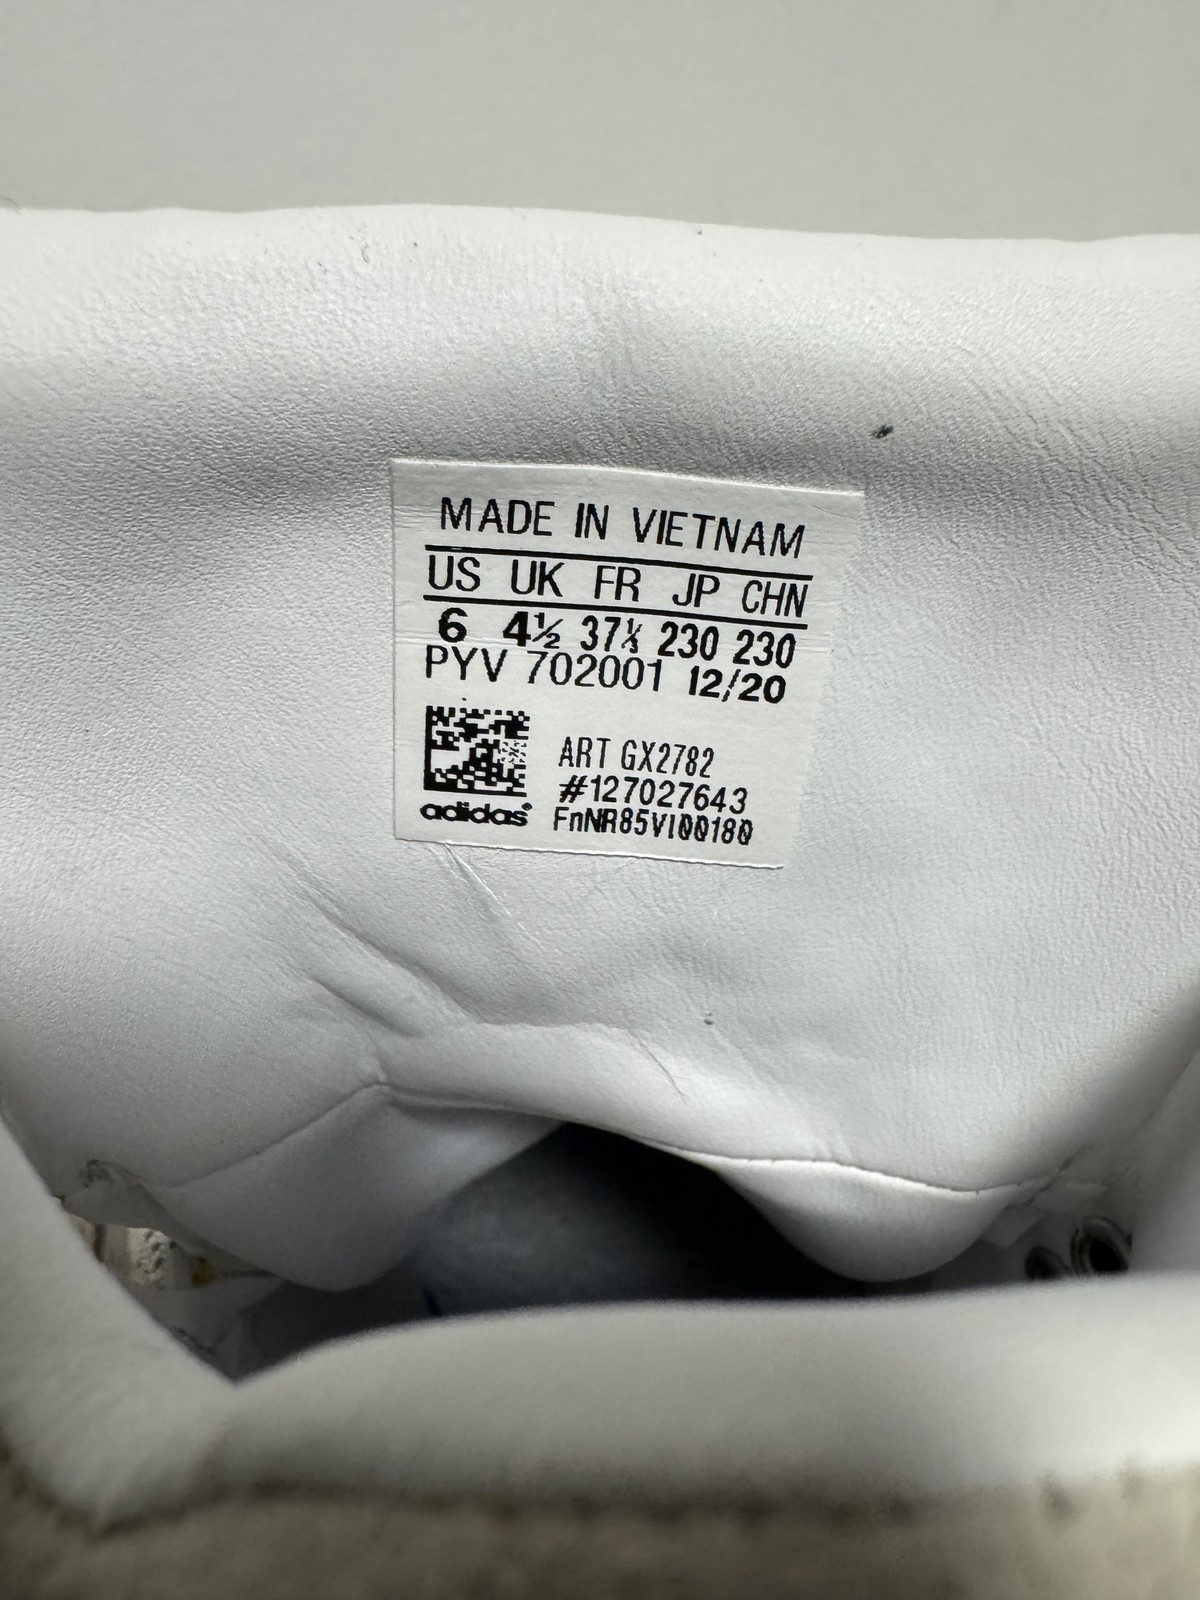 MADE IN VIETNAM
US UK FR JP CHN
6 4½ 37⅓ 230 230
PYV 702001 12/20
ART GX2782
#127027643
adidas FnNR85VI00180